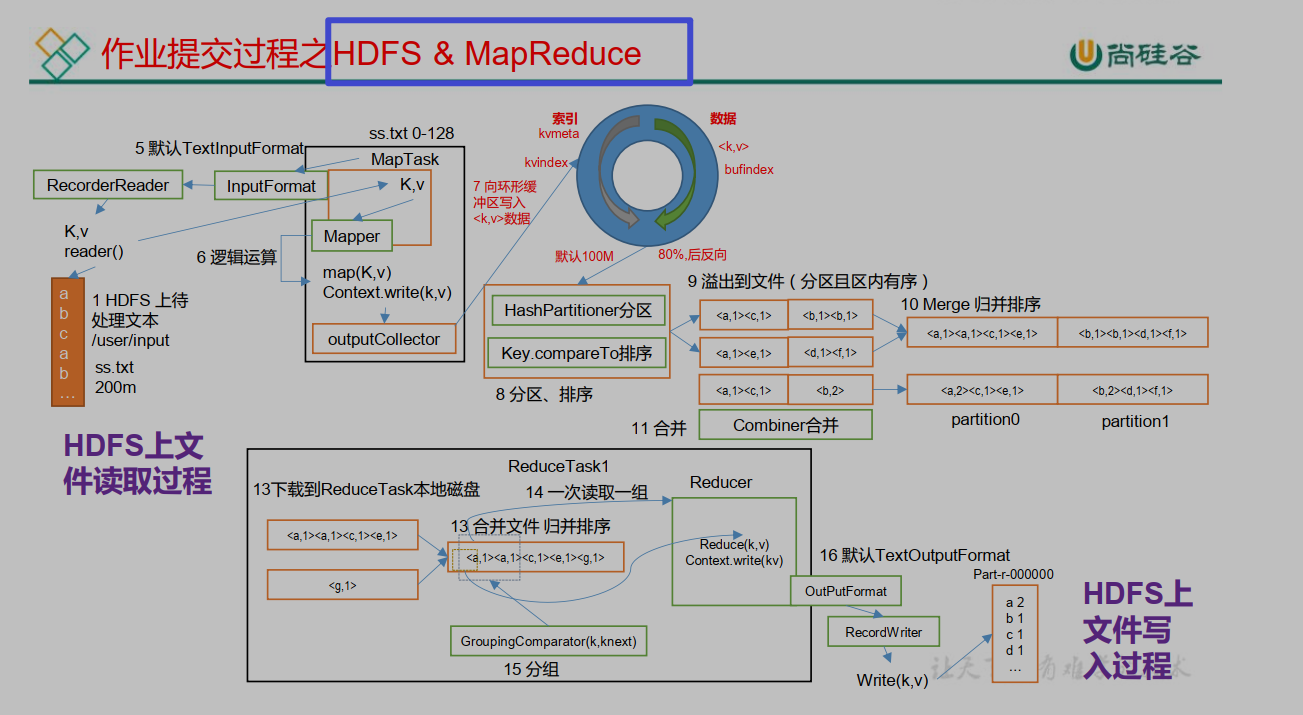 作业提交过程之HDFS & MapReduce
尚硅谷
ss.txt 0-128
5 默认TextInputFormat
MapTask
RecorderReader
InputFormat
K,v
K,v
reader()
Mapper
6 逻辑运算
map(K,v)
Context.write(k,v)
outputCollector
a
b
c
a
b
…
1 HDFS 上待
处理文本
/user/input
ss.txt
200m
HDFS上文
件读取过程
索引
kvmeta
kvindex
数据
<k,v>
bufindex
7 向环形缓
冲区写入
<k,v>数据
默认100M
80%,后反向
HashPartitioner分区
Key.compareTo排序
8 分区、排序
9 溢出到文件（分区且区内有序）
<a,1><c,1>
<b,1><b,1>
<a,1><e,1>
<d,1><f,1>
<a,1><c,1>
<b,2>
10 Merge 归并排序
<a,1><a,1><c,1><e,1>
<b,1><b,1><d,1><f,1>
<a,2><c,1><e,1>
<b,2><d,1><f,1>
partition0
partition1
11 合并
Combiner合并
ReduceTask1
13下载到ReduceTask本地磁盘
14 一次读取一组
Reducer
<a,1><a,1><c,1><e,1>
<g,1>
13 合并文件 归并排序
<a,1><a,1><c,1><e,1><g,1>
Reduce(k,v)
Context.write(kv)
GroupingComparator(k,knext)
15 分组
16 默认TextOutputFormat
OutPutFormat
RecordWriter
Write(k,v)
Part-r-000000
a 2
b 1
c 1
d 1
…
HDFS上
文件写
入过程